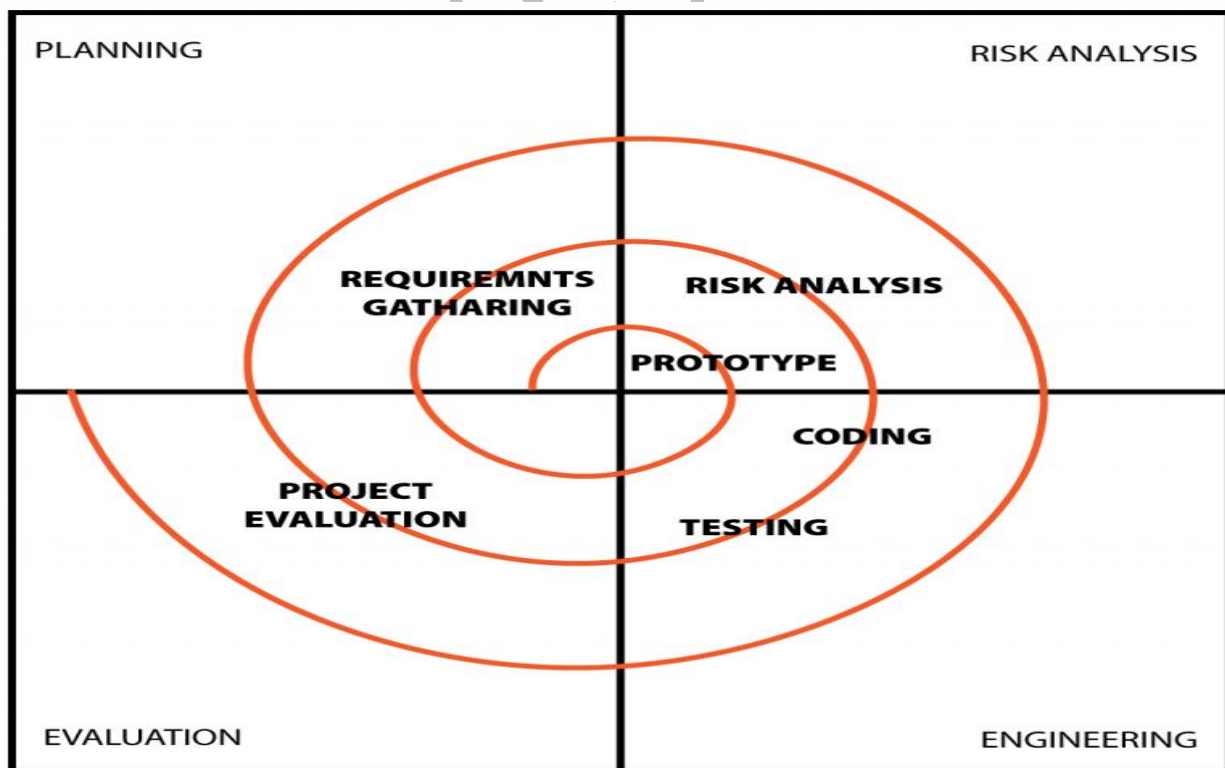 PLANNING
RISK ANALYSIS
REQUIREMNTS
GATHARING
RISK ANALYSIS
PROTOTYPE
CODING
PROJECT
EVALUATION
TESTING
EVALUATION
ENGINEERING